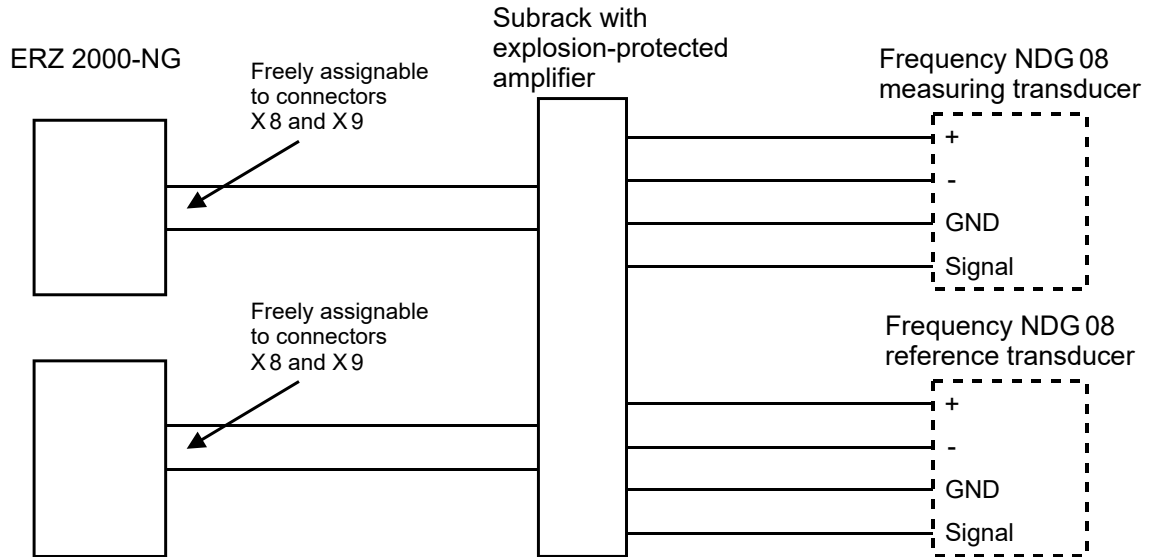 ERZ 2000-NG
Freely assignable
to connectors
X 8 and X 9
Subrack with
explosion-protected
amplifier
Frequency NDG 08
measuring transducer
+
-
GND
Signal
Freely assignable
to connectors
X 8 and X 9
Frequency NDG 08
reference transducer
+
-
GND
Signal